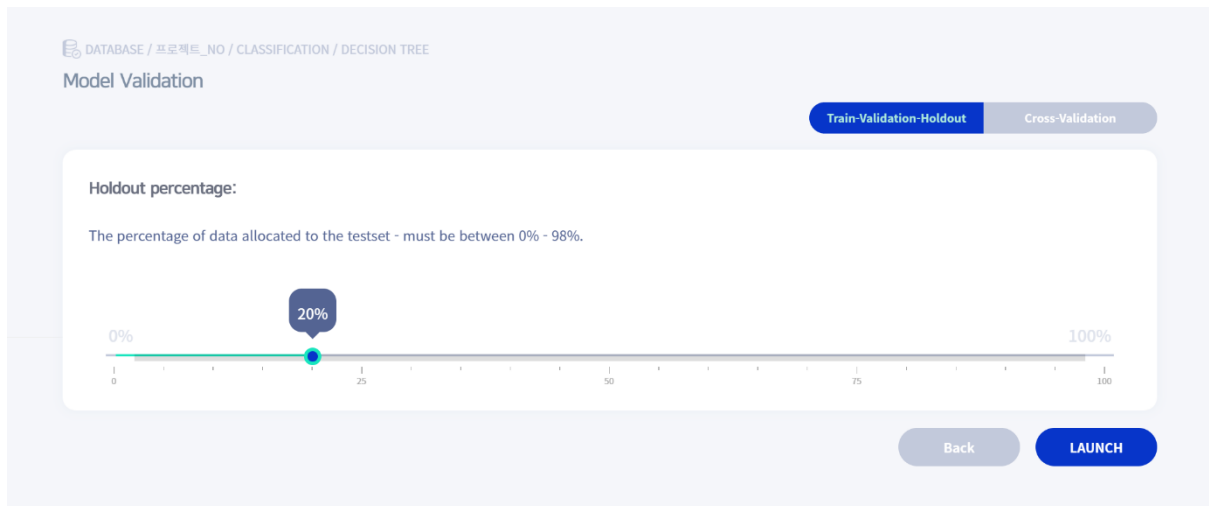 DATABASE / 프로젝트_NO / CLASSIFICATION / DECISION TREE
Model Validation
Train-Validation-Holdout Cross-Validation
Holdout percentage:
The percentage of data allocated to the testset - must be between 0% - 98%.
20%
0% 100%
0 25 50 75 100
Back LAUNCH